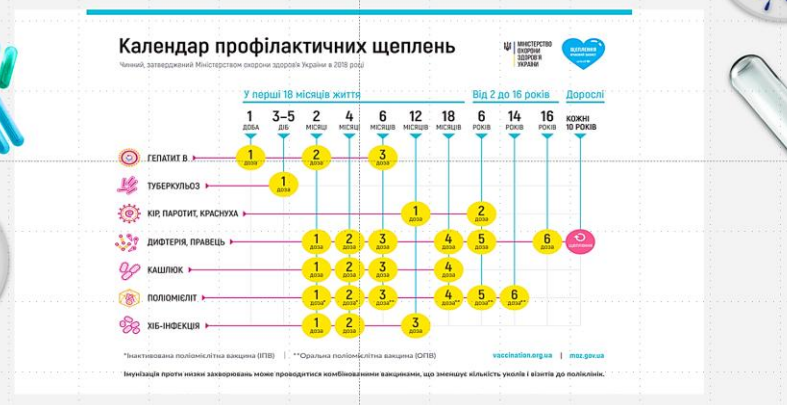 Календар профілактичних щеплень
Чинний, затверджений Міністерством охорони здоров'я України в 2018 році
МІНІСТЕРСТВО
ОХОРОНИ
ЗДОРОВ'Я
УКРАЇНИ
ЩЕПЛЕННЯ
У перші 18 місяців життя
Від 2 до 16 років
Дорослі
1 3–5 2 4 6 12 18 6 14 16 КОЖНІ
ДОБА ДІБ МІСЯЦІ МІСЯЦІ МІСЯЦІВ МІСЯЦІВ МІСЯЦІВ РОКІВ РОКІВ РОКІВ 10 РОКІВ
ГЕПАТИТ В 1 доза 2 доза 3 доза
ТУБЕРКУЛЬОЗ 1 доза
КІР, ПАРОТИТ, КРАСНУХА 1 доза 2 доза
ДИФТЕРІЯ, ПРАВЕЦЬ 1 доза 2 доза 3 доза 4 доза 5 доза 6 доза щеплення
КАШЛЮК 1 доза 2 доза 3 доза 4 доза
ПОЛІОМІЄЛІТ 1 доза* 2 доза* 3 доза** 4 доза** 5 доза** 6 доза**
ХІБ-ІНФЕКЦІЯ 1 доза 2 доза 3 доза
*Інактивована поліомієлітна вакцина (ІПВ) | **Оральна поліомієлітна вакцина (ОПВ)
vaccination.org.ua | moz.gov.ua
Імунізація проти низки захворювань може проводитися комбінованими вакцинами, що зменшує кількість уколів і візитів до поліклінік.